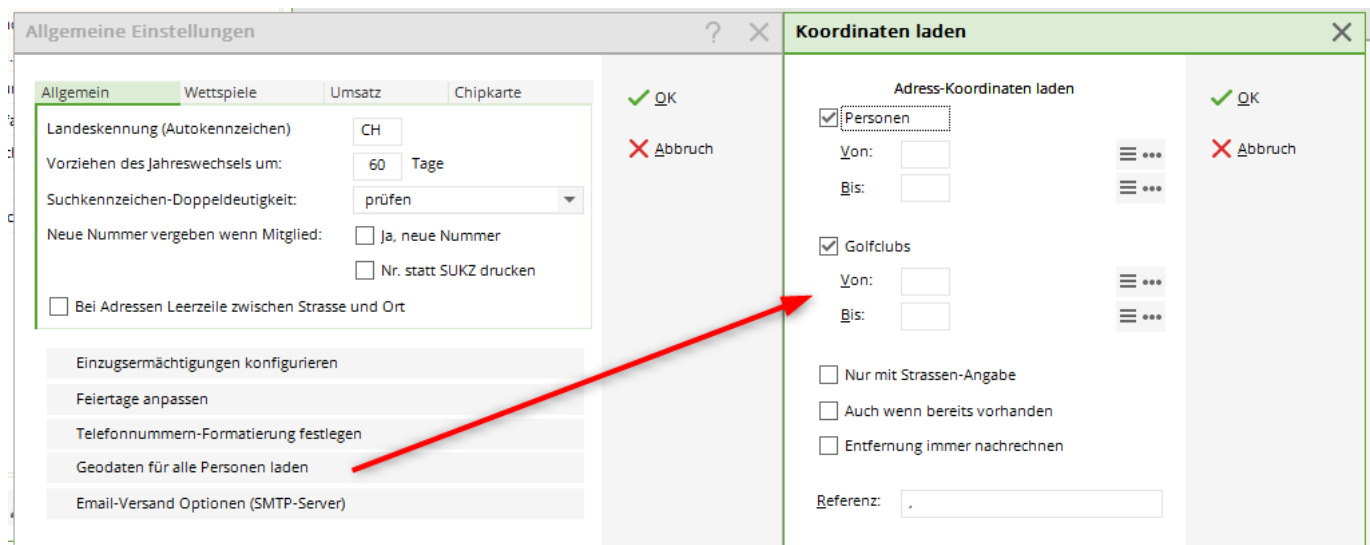 Allgemeine Einstellungen
Allgemein Wettspiele Umsatz Chipkarte
Landeskennung (Autokennzeichen) CH
Vorziehen des Jahreswechsels um: 60 Tage
Suchkennzeichen-Doppeldeutigkeit: prüfen
Neue Nummer vergeben wenn Mitglied: Ja, neue Nummer
Nr. statt SUKZ drucken
Bei Adressen Leerzeile zwischen Strasse und Ort
Einzugsermächtigungen konfigurieren
Feiertage anpassen
Telefonnummern-Formatierung festlegen
Geodaten für alle Personen laden
Email-Versand Optionen (SMTP-Server)
OK
Abbruch
Koordinaten laden
Adress-Koordinaten laden
Personen
Von:
Bis:
Golfclubs
Von:
Bis:
Nur mit Strassen-Angabe
Auch wenn bereits vorhanden
Entfernung immer nachrechnen
Referenz: ,
OK
Abbruch